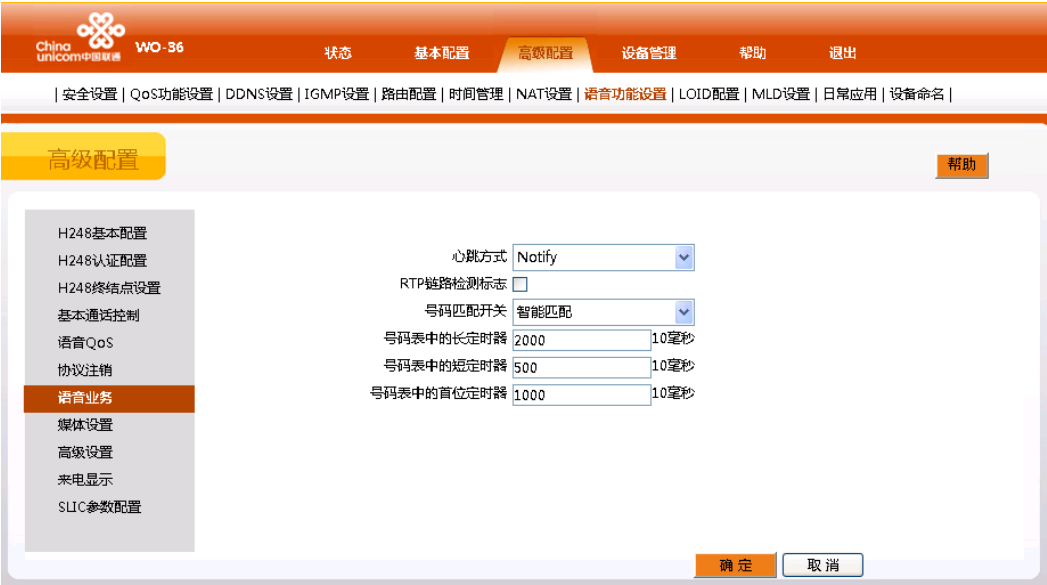 China
unicom中国联通
WO-36
状态 基本配置 高级配置 设备管理 帮助 退出
| 安全设置 | QoS功能设置 | DDNS设置 | IGMP设置 | 路由配置 | 时间管理 | NAT设置 | 语音功能设置 | LOID配置 | MLD设置 | 日常应用 | 设备命名 |
高级配置
帮助
H248基本配置
H248认证配置
H248终结点设置
基本通话控制
语音QoS
协议注销
语音业务
媒体设置
高级设置
来电显示
SLIC参数配置
心跳方式 Notify
RTP链路检测标志
号码匹配开关 智能匹配
号码表中的长定时器 2000 10毫秒
号码表中的短定时器 500 10毫秒
号码表中的首位定时器 1000 10毫秒
确定 取消